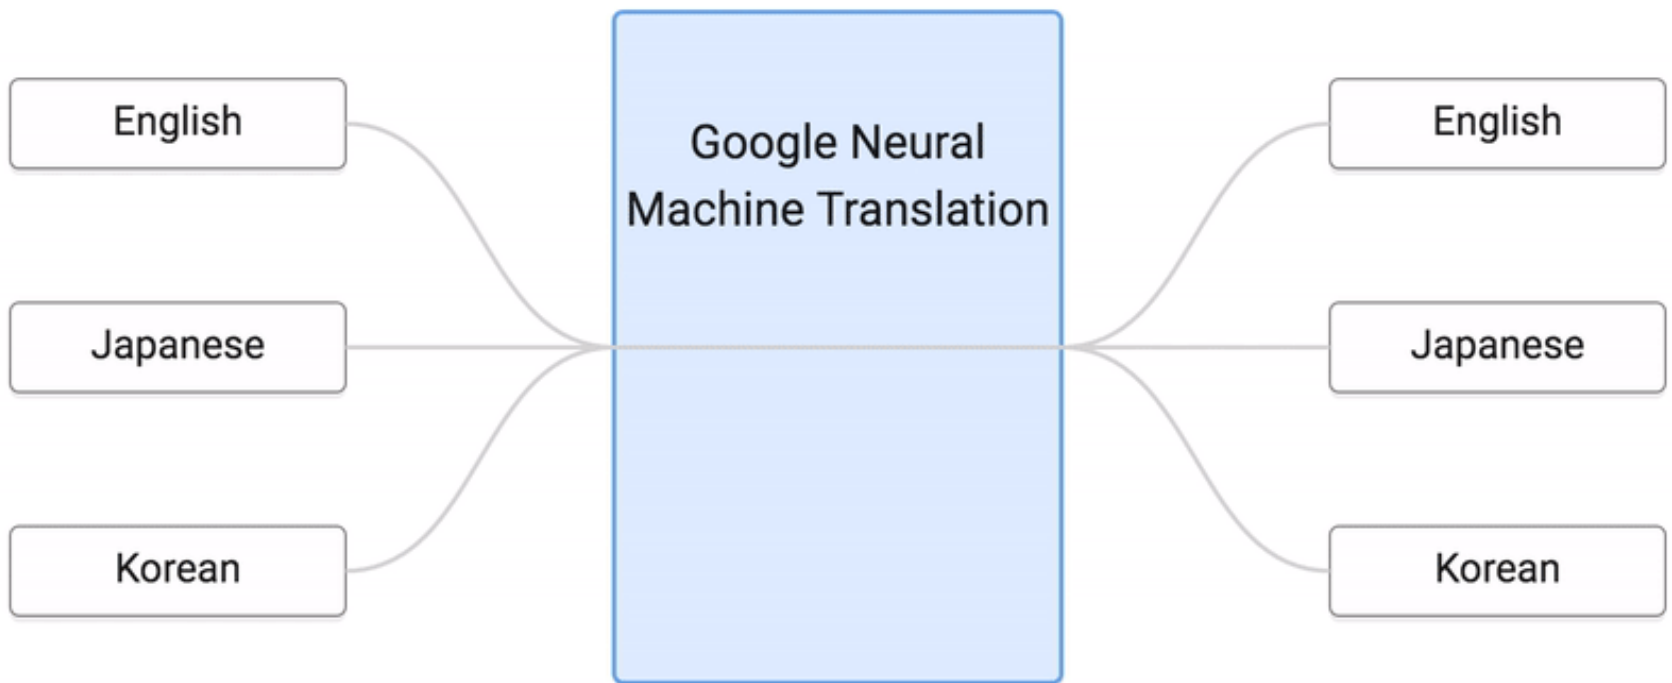 English
Japanese
Korean
Google Neural
Machine Translation
English
Japanese
Korean